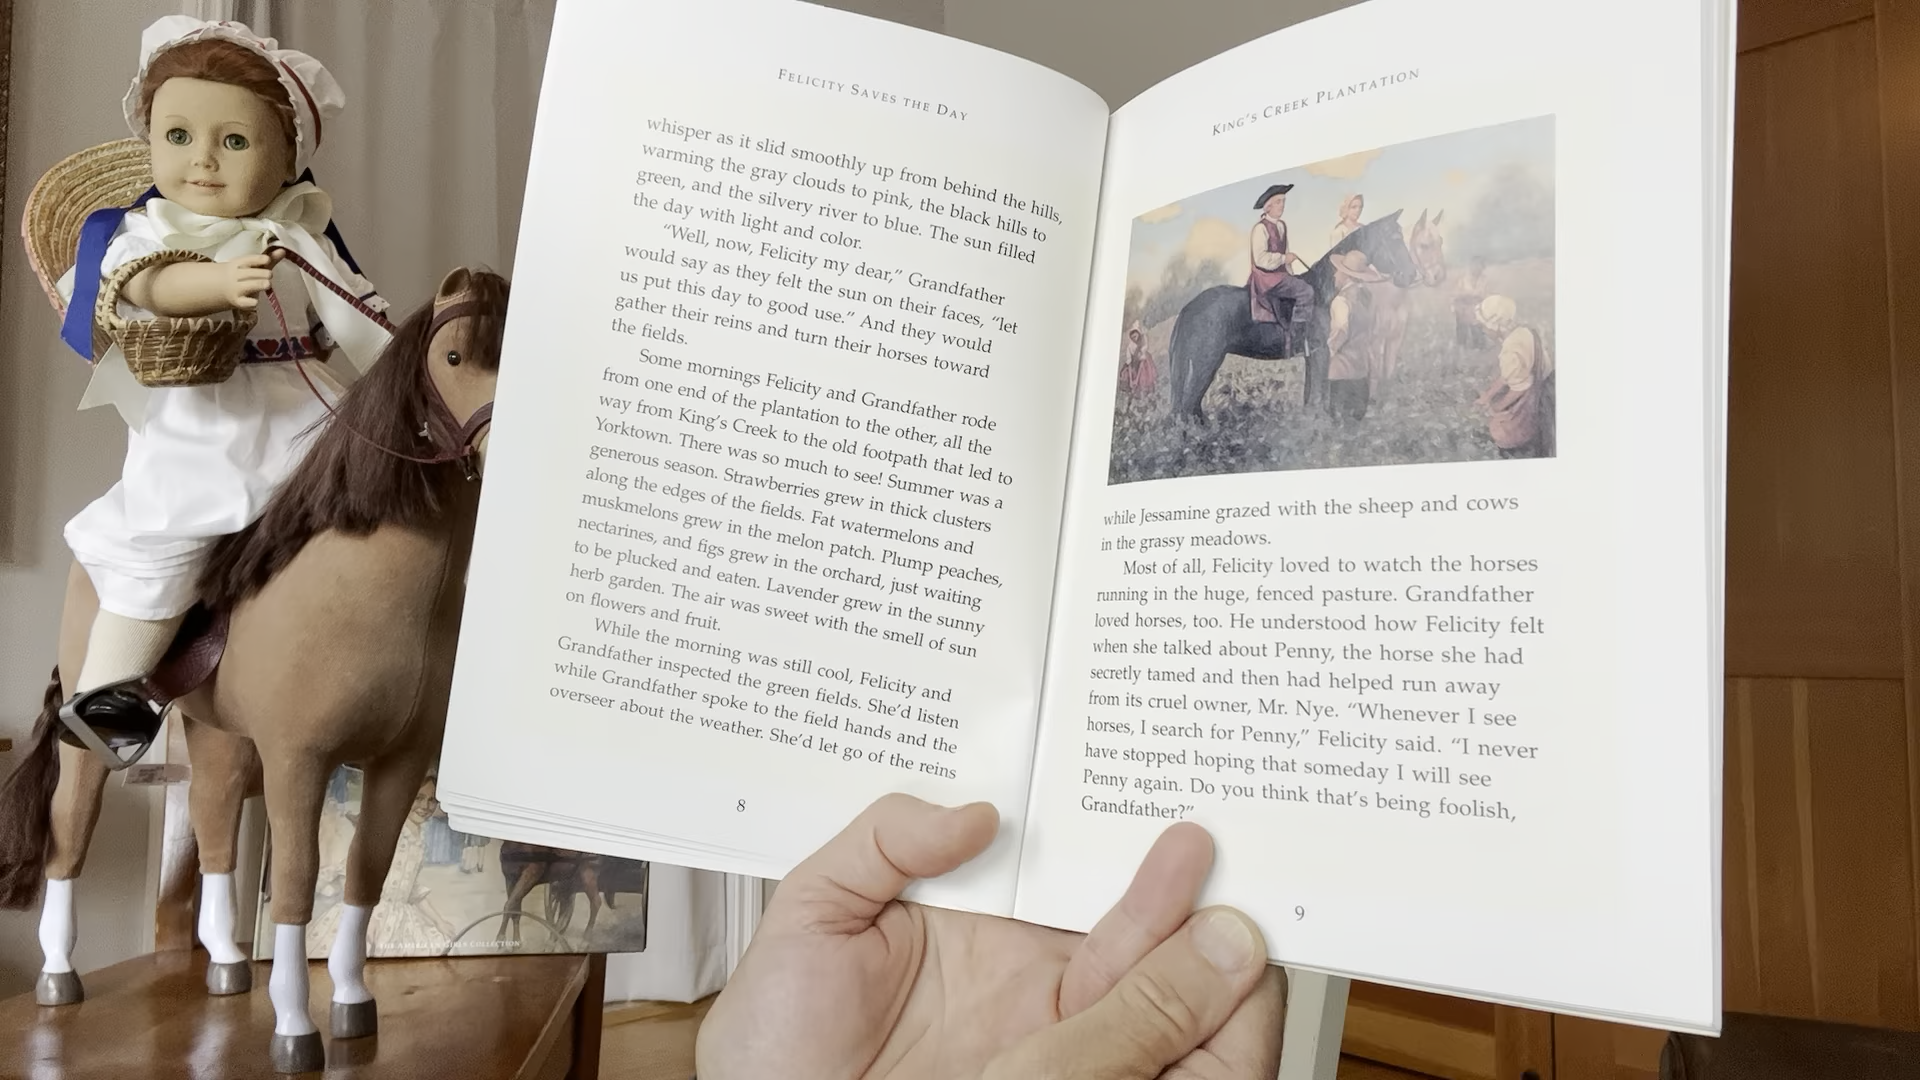 FELICITY SAVES THE DAY
whisper as it slid smoothly up from behind the hills,
warming the gray clouds to pink, the black hills to
green, and the silvery river to blue. The sun filled
the day with light and color.
“Well, now, Felicity my dear,” Grandfather
would say as they felt the sun on their faces, “let
us put this day to good use.” And they would
gather their reins and turn their horses toward
the fields.
Some mornings Felicity and Grandfather rode
from one end of the plantation to the other, all the
way from King’s Creek to the old footpath that led to
Yorktown. There was so much to see! Summer was a
generous season. Strawberries grew in thick clusters
along the edges of the fields. Fat watermelons and
muskmelons grew in the melon patch. Plump peaches,
nectarines, and figs grew in the orchard, just waiting
to be plucked and eaten. Lavender grew in the sunny
herb garden. The air was sweet with the smell of sun
on flowers and fruit.
While the morning was still cool, Felicity and
Grandfather inspected the green fields. She’d listen
while Grandfather spoke to the field hands and the
overseer about the weather. She’d let go of the reins
8
KING’S CREEK PLANTATION
while Jessamine grazed with the sheep and cows
in the grassy meadows.
Most of all, Felicity loved to watch the horses
running in the huge, fenced pasture. Grandfather
loved horses, too. He understood how Felicity felt
when she talked about Penny, the horse she had
secretly tamed and then had helped run away
from its cruel owner, Mr. Nye. “Whenever I see
horses, I search for Penny,” Felicity said. “I never
have stopped hoping that someday I will see
Penny again. Do you think that’s being foolish,
Grandfather?”
9
THE AMERICAN GIRLS COLLECTION